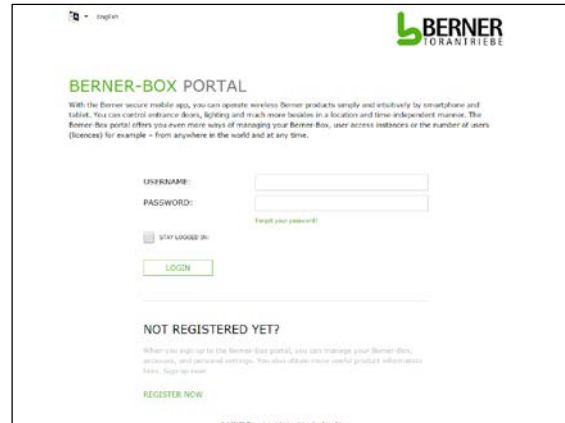 English
BERNER
TORANTRIEBE
BERNER-BOX PORTAL
With the Berner secure mobile app, you can operate wireless Berner products simply and intuitively by smartphone and
tablet. You can control entrance doors, lighting and much more besides in a location and time-independent manner. The
Berner-Box portal offers you even more ways of managing your Berner-Box, user access instances or the number of users
(licences) for example – from anywhere in the world and at any time.
USERNAME:
PASSWORD:
Forgot your password?
STAY LOGGED IN:
LOGIN
NOT REGISTERED YET?
When you sign up to the Berner-Box portal, you can manage your Berner-Box,
accesses, and personal settings. You also obtain more useful product information
here. Sign up now!
REGISTER NOW